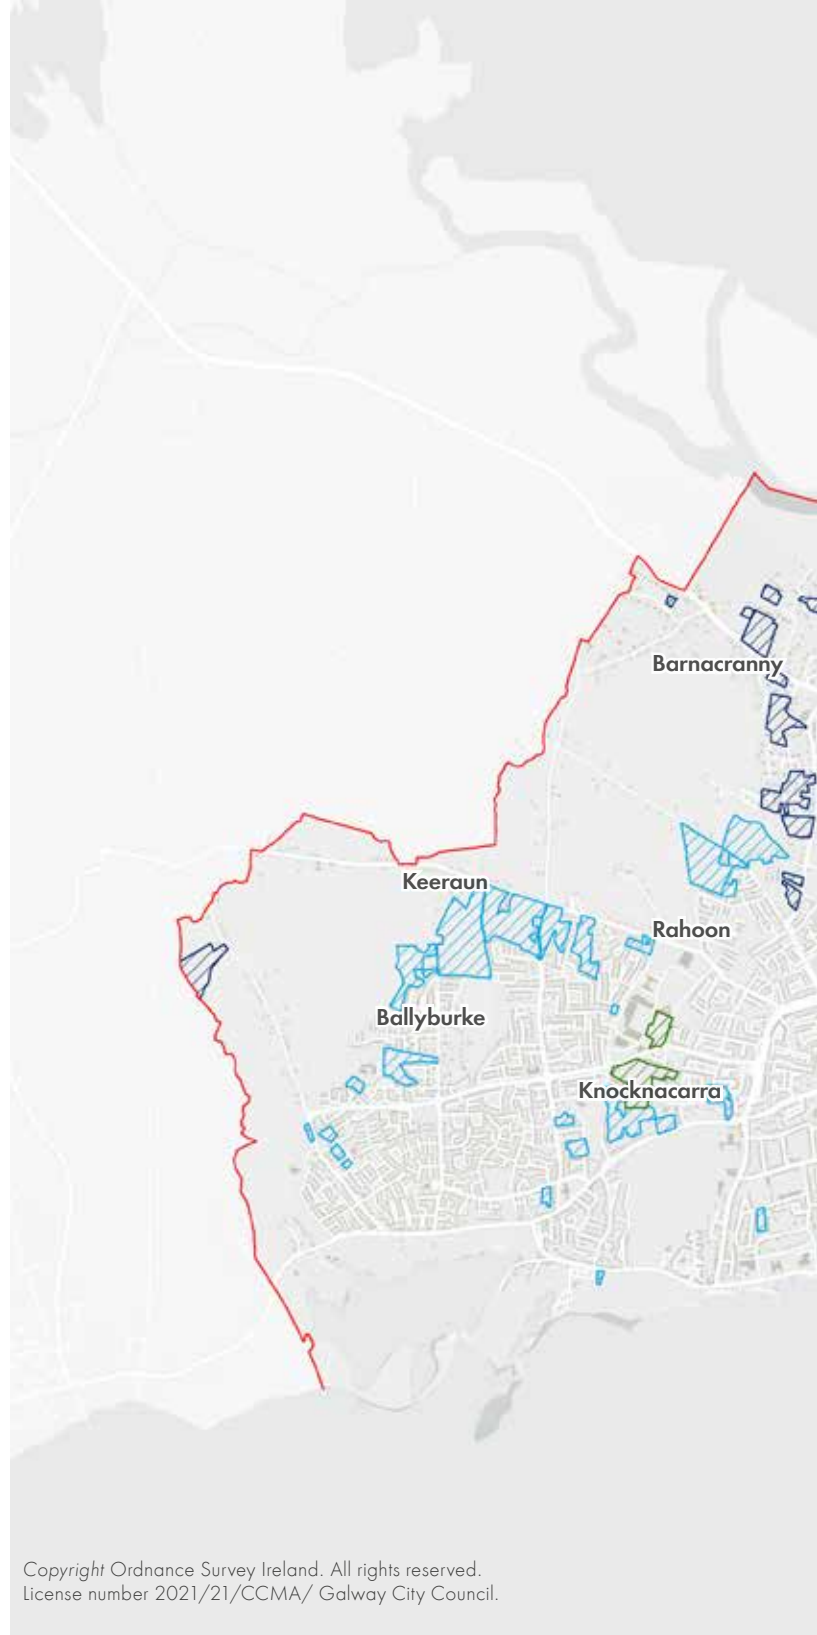 Barnacranny
Keeraun
Rahoon
Ballyburke
Knocknacarra
Copyright Ordnance Survey Ireland. All rights reserved.
License number 2021/21/CCMA/ Galway City Council.